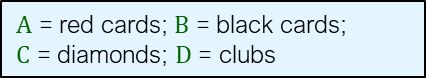 A = red cards; B = black cards;
C = diamonds; D = clubs